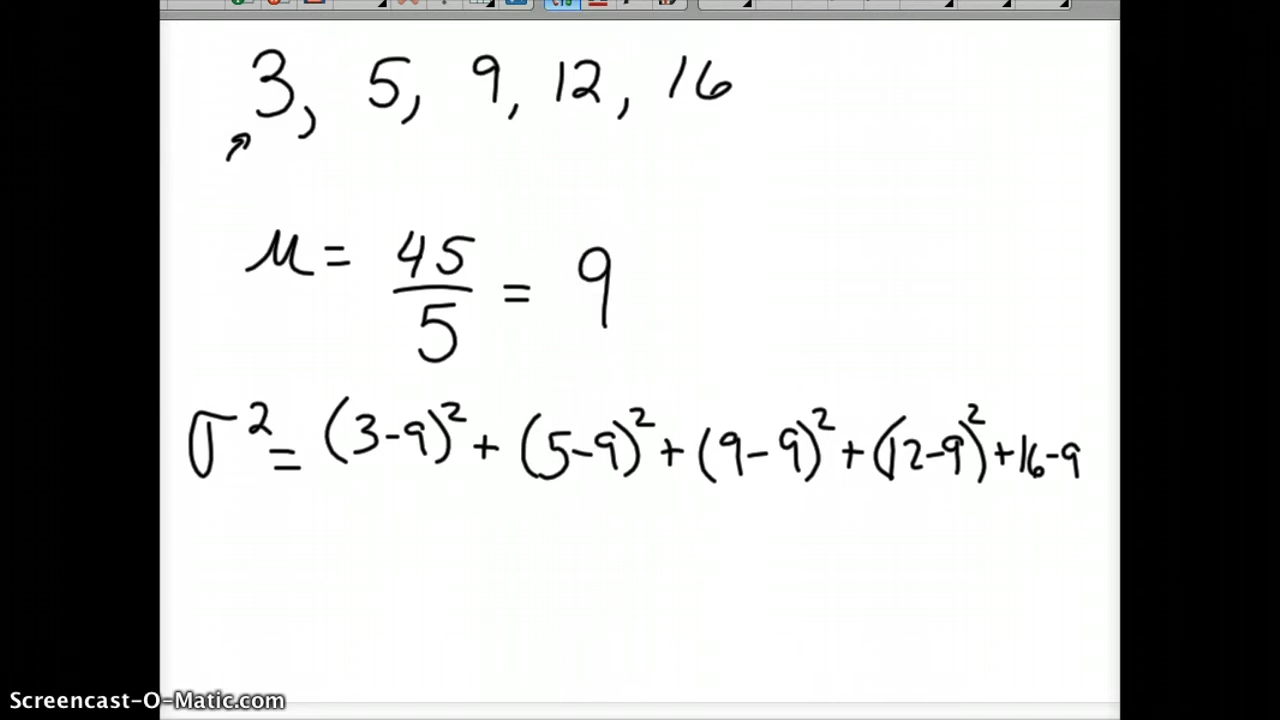 3, 5, 9, 12, 16
μ = 45/5 = 9
σ² = (3-9)² + (5-9)² + (9-9)² + (12-9)² + 16-9
Screencast-O-Matic.com